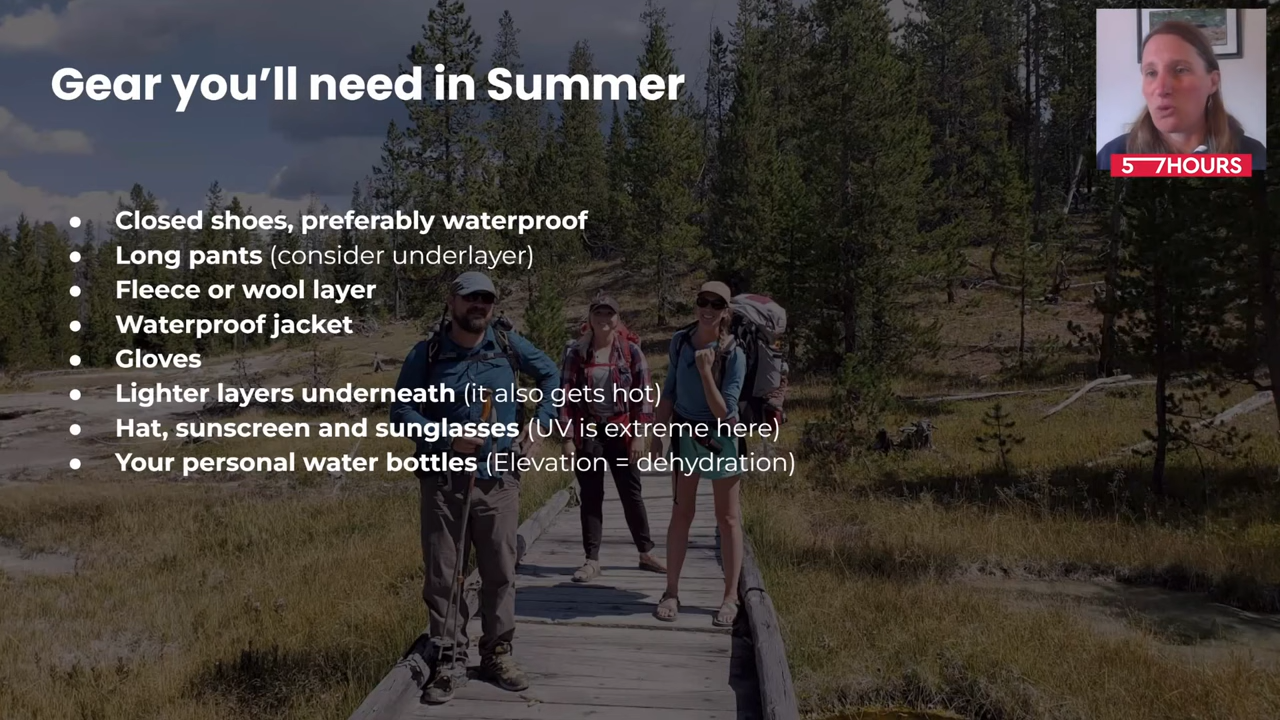 Gear you’ll need in Summer
5 7HOURS
● Closed shoes, preferably waterproof
● Long pants (consider underlayer)
● Fleece or wool layer
● Waterproof jacket
● Gloves
● Lighter layers underneath (it also gets hot)
● Hat, sunscreen and sunglasses (UV is extreme here)
● Your personal water bottles (Elevation = dehydration)